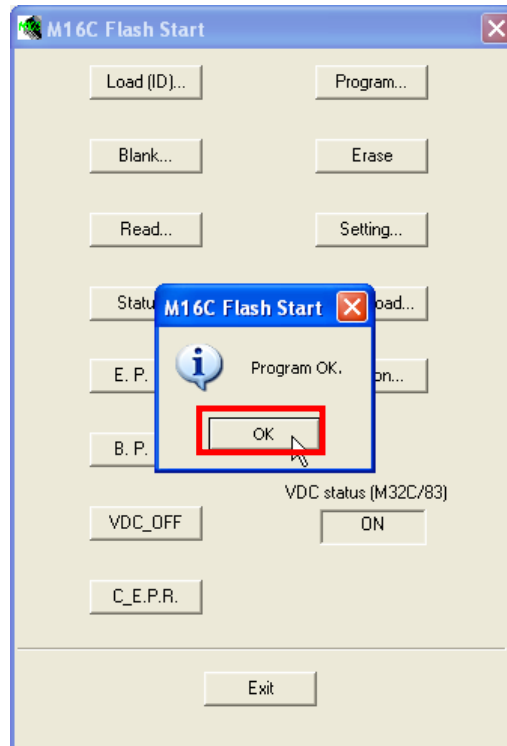 M16C Flash Start
Load (ID)... Program...
Blank... Erase
Read... Setting...
Statu oad...
M16C Flash Start
Program OK.
E. P. on...
OK
B. P.
VDC status (M32C/83)
VDC_OFF ON
C_E.P.R.
Exit